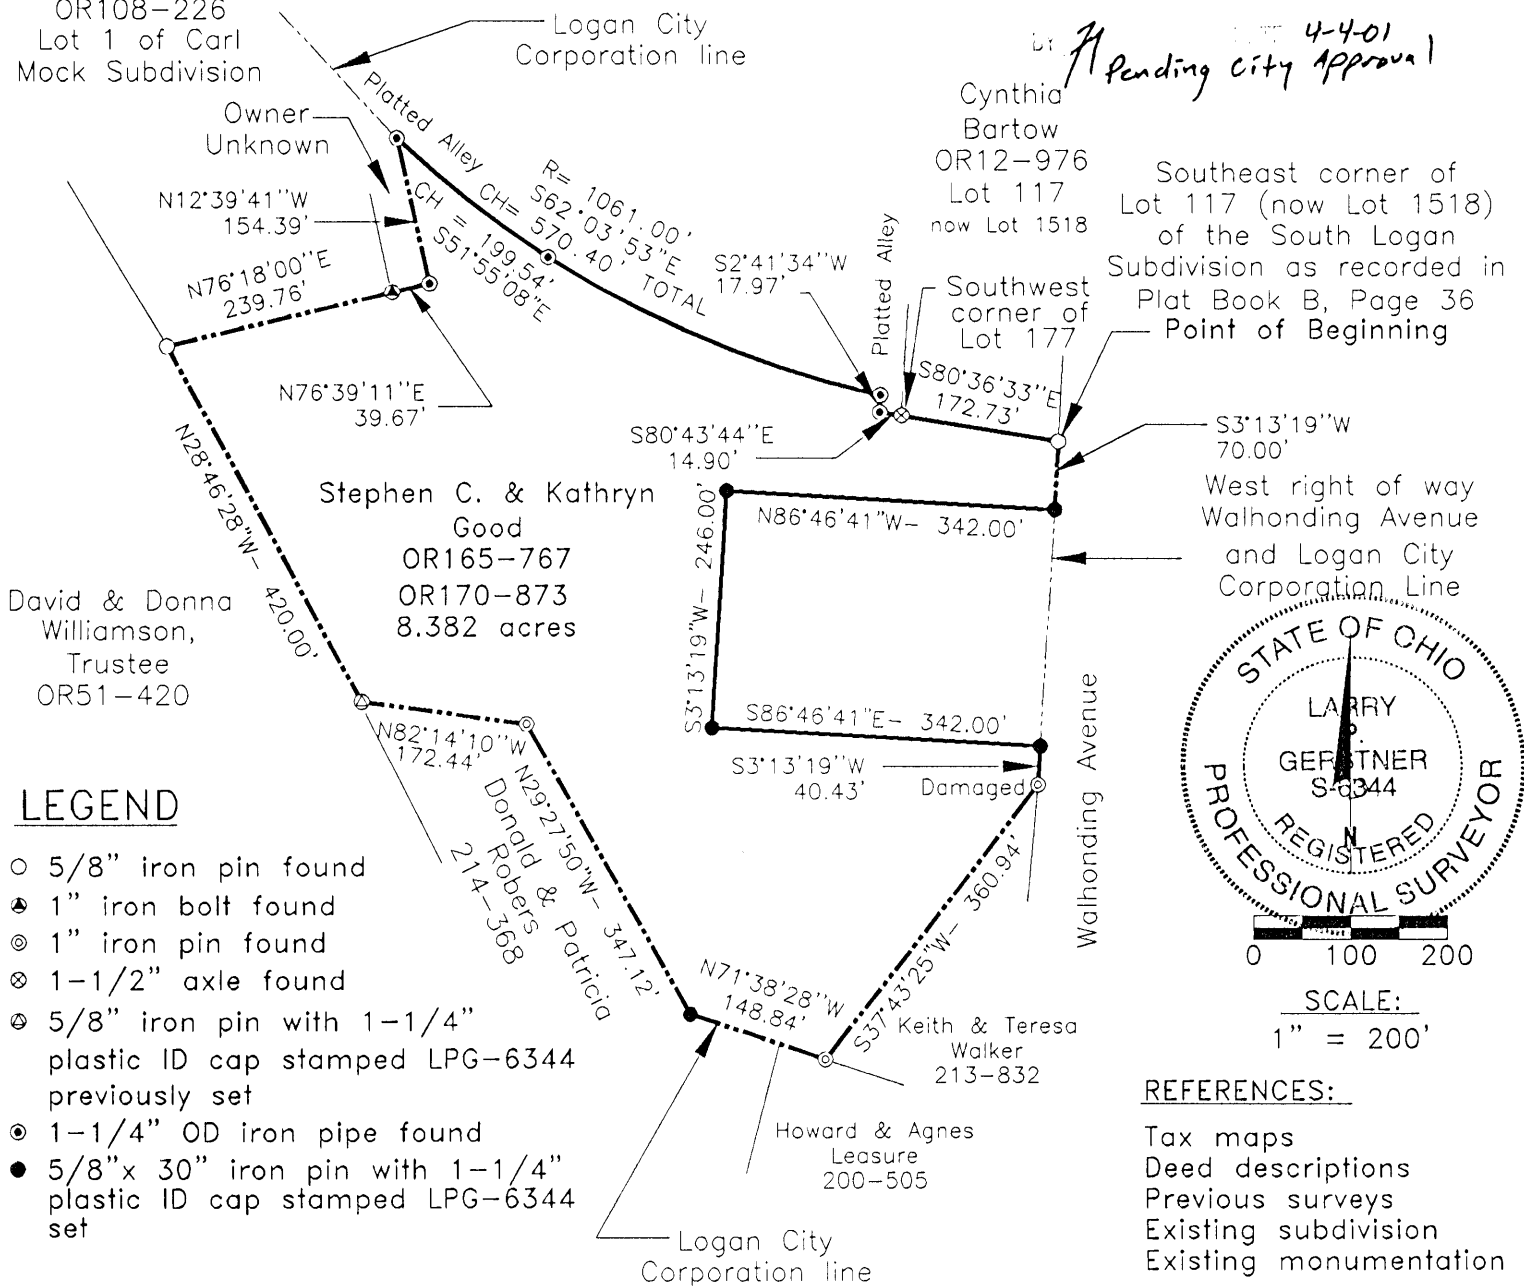 OR108-226
Lot 1 of Carl
Mock Subdivision
Logan City
Corporation line
4-4-01
Pending City Approval
Platted Alley
Owner
Unknown
N12°39'41"W
154.39'
N76°18'00"E
239.76'
CH = 199.54'
S51°55'08"E
R= 1061.00'
S62°03'53"E
CH= 570.40' TOTAL
N76°39'11"E
39.67'
Cynthia
Bartow
OR12-976
Lot 117
now Lot 1518
Platted Alley
S2°41'34"W
17.97'
Southwest
corner of
Lot 177
Southeast corner of
Lot 117 (now Lot 1518)
of the South Logan
Subdivision as recorded in
Plat Book B, Page 36
Point of Beginning
S80°36'33"E
172.73'
S80°43'44"E
14.90'
S3°13'19"W
70.00'
West right of way
Walhonding Avenue
and Logan City
Corporation Line
N28°46'28"W- 420.00'
Stephen C. & Kathryn
Good
OR165-767
OR170-873
8.382 acres
N86°46'41"W- 342.00'
S3°13'19"W- 246.00'
S86°46'41"E- 342.00'
S3°13'19"W
40.43'
Damaged
Walhonding Avenue
David & Donna
Williamson,
Trustee
OR51-420
N82°14'10"W
172.44'
N29°27'50"W- 347.12'
Donald & Patricia
Robers
214-368
N71°38'28"W
148.84'
S37°43'25"W- 360.94'
Keith & Teresa
Walker
213-832
Howard & Agnes
Leasure
200-505
Logan City
Corporation line
STATE OF OHIO
LARRY
P.
GERSTNER
S-6344
REGISTERED
PROFESSIONAL SURVEYOR
N
0 100 200
SCALE:
1" = 200'
LEGEND
5/8" iron pin found
1" iron bolt found
1" iron pin found
1-1/2" axle found
5/8" iron pin with 1-1/4"
plastic ID cap stamped LPG-6344
previously set
1-1/4" OD iron pipe found
5/8"x 30" iron pin with 1-1/4"
plastic ID cap stamped LPG-6344
set
REFERENCES:
Tax maps
Deed descriptions
Previous surveys
Existing subdivision
Existing monumentation